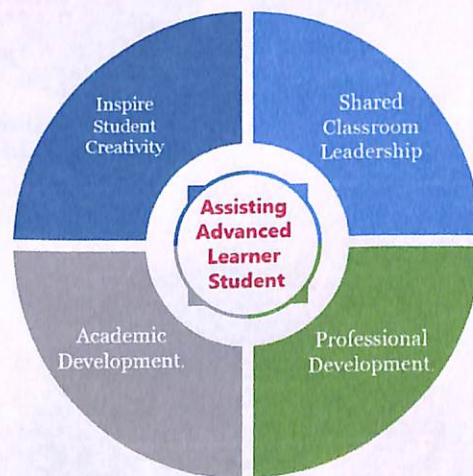 Inspire
Student
Creativity
Shared
Classroom
Leadership
Assisting
Advanced
Learner
Student
Academic
Development.
Professional
Development.